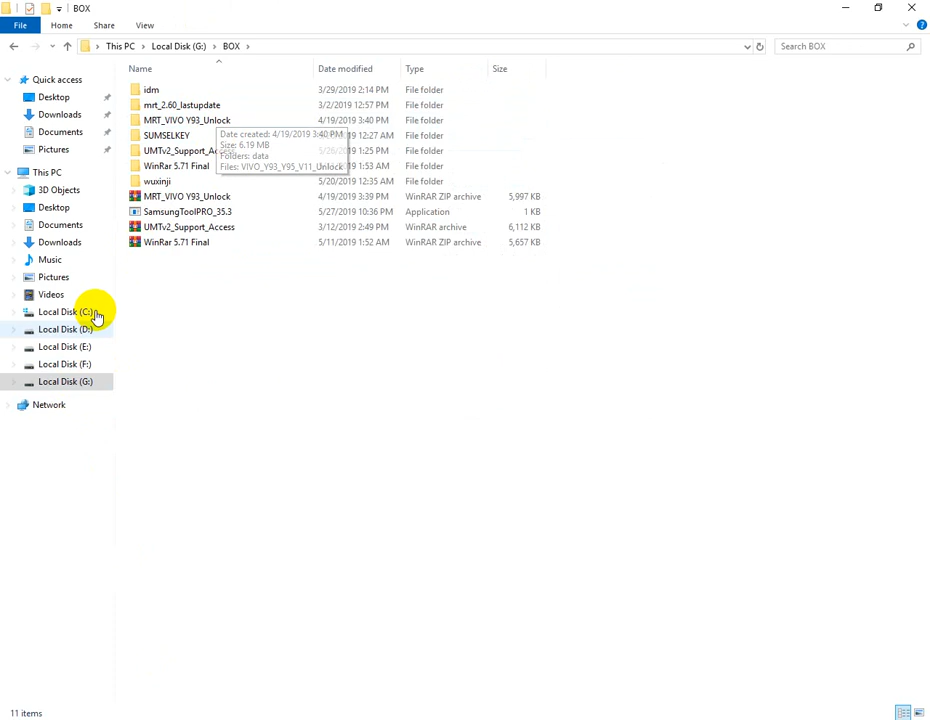 BOX
File Home Share View
This PC Local Disk (G:) BOX Search BOX
Name Date modified Type Size
Quick access
Desktop
Downloads
Documents
Pictures
This PC
3D Objects
Desktop
Documents
Downloads
Music
Pictures
Videos
Local Disk (C:)
Local Disk (D:)
Local Disk (E:)
Local Disk (F:)
Local Disk (G:)
Network
idm 3/29/2019 2:14 PM File folder
mrt_2.60_lastupdate 3/2/2019 12:57 PM File folder
MRT_VIVO Y93_Unlock 4/19/2019 3:40 PM File folder
SUMSELKEY 12:27 AM File folder
UMTv2_Support_Access 5/26/2019 1:25 PM File folder
WinRar 5.71 Final 1:53 AM File folder
wuxinji 5/20/2019 12:35 AM File folder
MRT_VIVO Y93_Unlock 4/19/2019 3:39 PM WinRAR ZIP archive 5,997 KB
SamsungToolPRO_35.3 5/27/2019 10:36 PM Application 1 KB
UMTv2_Support_Access 3/12/2019 2:49 PM WinRAR archive 6,112 KB
WinRar 5.71 Final 5/11/2019 1:52 AM WinRAR ZIP archive 5,657 KB
Date created: 4/19/2019 3:40 PM
Size: 6.19 MB
Folders: data
Files: VIVO_Y93_Y95_V11_Unlock
11 items